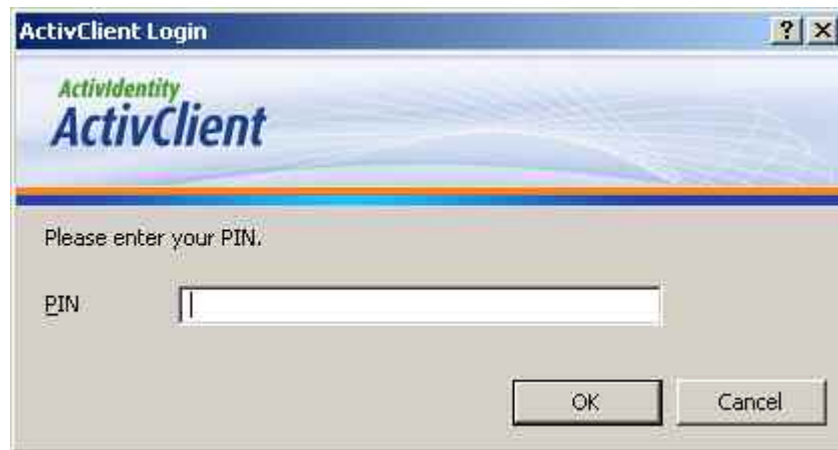 ActivClient Login
ActivIdentity
ActivClient
Please enter your PIN.
PIN
OK
Cancel